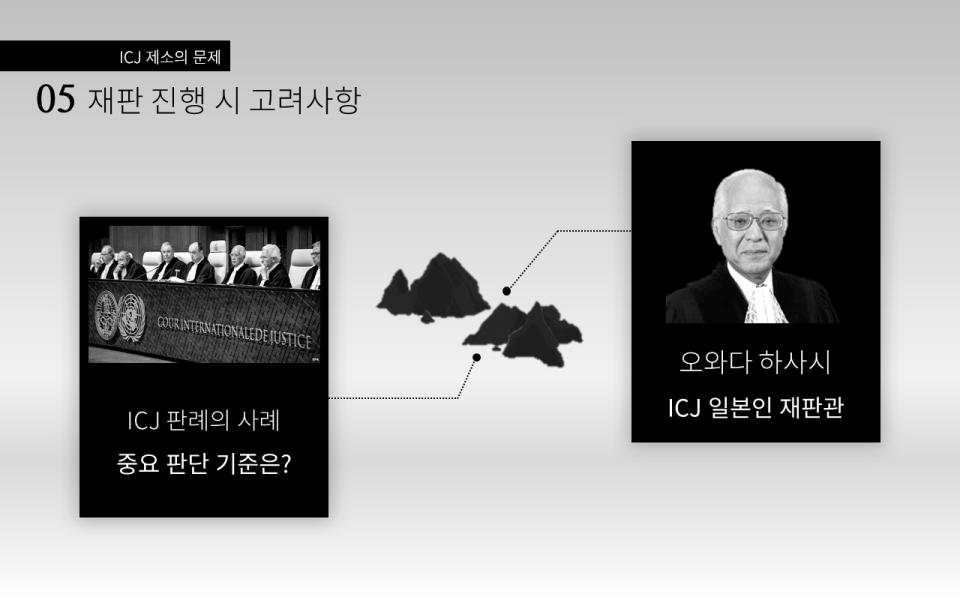 ICJ 제소의 문제
05 재판 진행 시 고려사항
COUR INTERNATIONALE DE JUSTICE
ICJ 판례의 사례
중요 판단 기준은?
오와다 하사시
ICJ 일본인 재판관